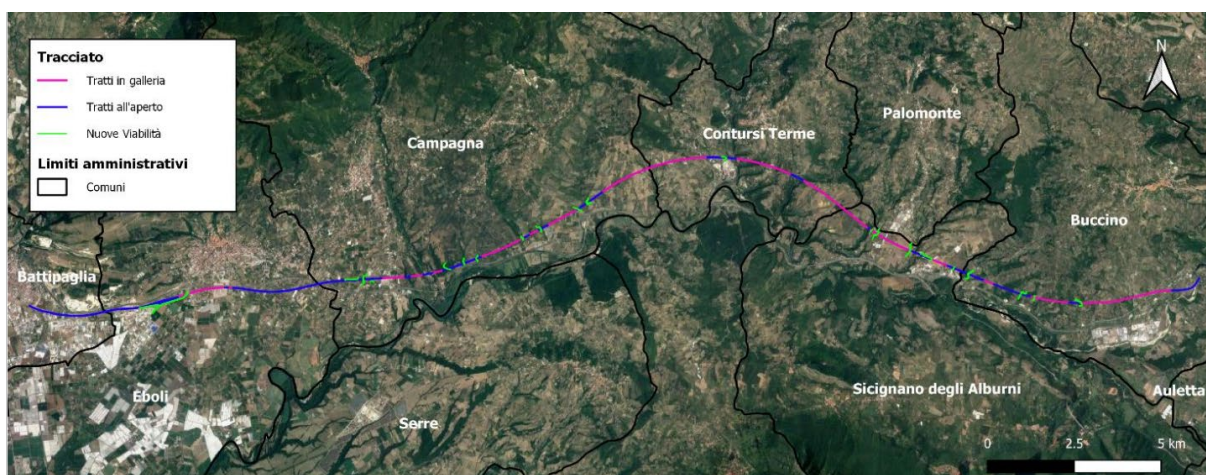 Tracciato
Tratti in galleria
Tratti all'aperto
Nuove Viabilità
Limiti amministrativi
Comuni
N
Palomonte
Contursi Terme
Campagna
Buccino
Battipaglia
Eboli
Serre
Sicignano degli Alburni
Auletta
0 2.5 5 km